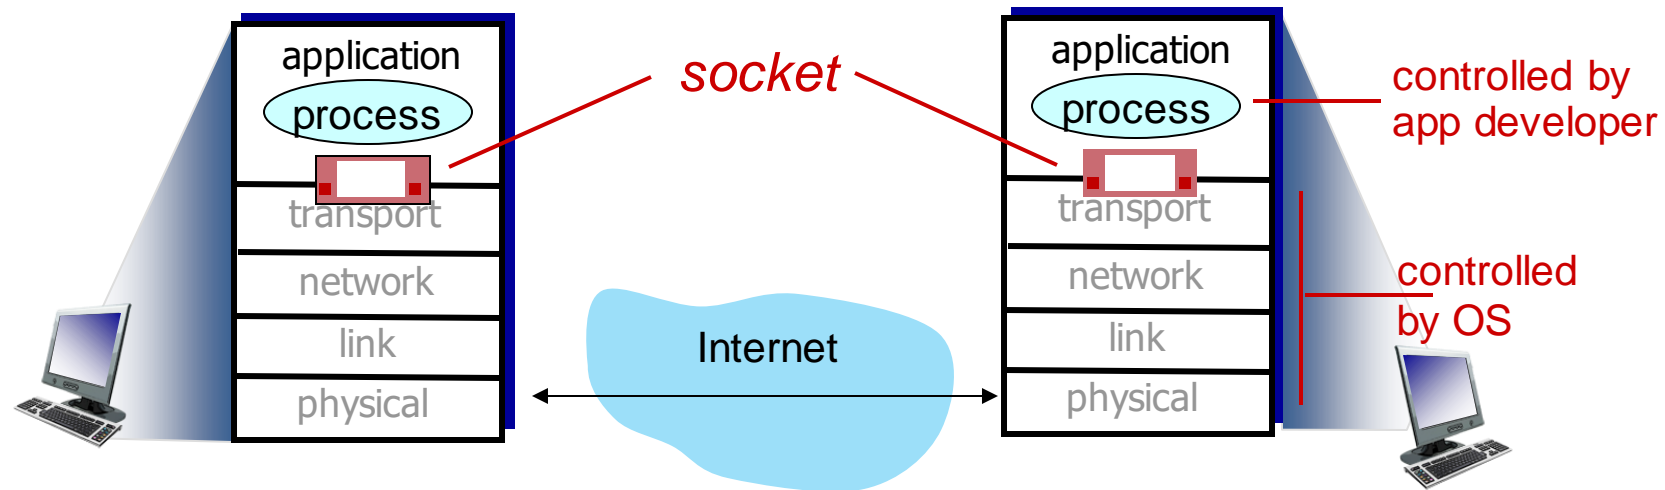 application
process
transport
network
link
physical
socket
Internet
application
process
transport
network
link
physical
controlled by
app developer
controlled
by OS